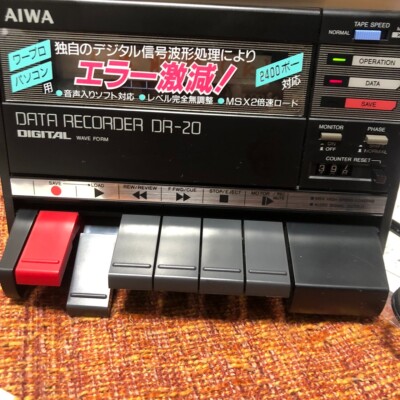 AIWA
TAPE SPEED
NORMAL
ワープロ
パソコン
用
独自のデジタル信号波形処理により
エラー激減!
2400ボー
対応
●音声入りソフト対応 ●レベル完全無調整 ●MSX2倍速ロード
OPERATION
DATA
SAVE
DATA RECORDER DR-20
DIGITAL WAVE FORM
MONITOR
PHASE
ON
OFF
NORMAL
COUNTER RESET
996
SAVE
LOAD
REW/REVIEW
F.FWD/CUE
STOP/EJECT